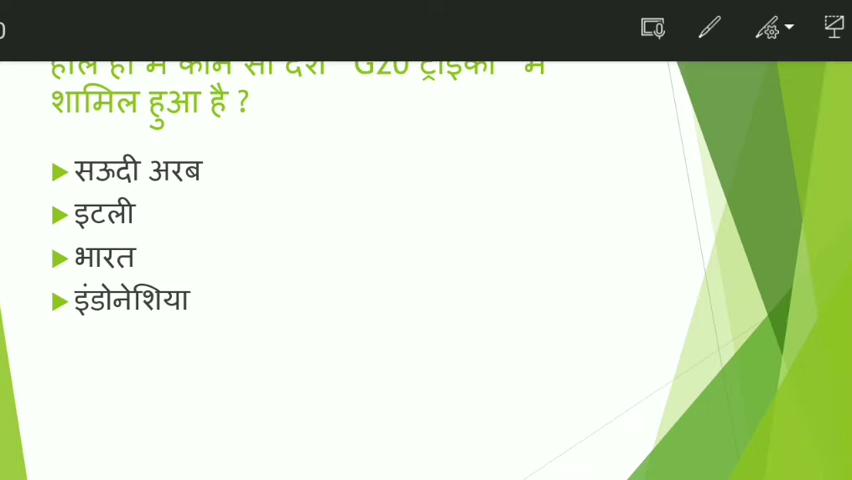 हाल ही में कौन सा देश "G20 ट्रोइका" में
शामिल हुआ है ?
सऊदी अरब
इटली
भारत
इंडोनेशिया